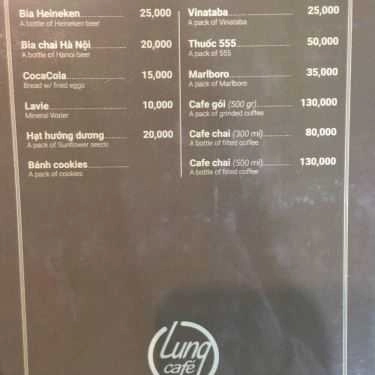 Bia Heineken 25,000
A bottle of Heineken beer
Bia chai Hà Nội 20,000
A bottle of Hanoi beer
CocaCola 15,000
Bread w/ fried eggs
Lavie 10,000
Mineral Water
Hạt hướng dương 20,000
A pack of Sunflower seeds
Bánh cookies
A pack of cookies
Vinataba 25,000
A pack of Vinataba
Thuốc 555 50,000
A pack of 555
Marlboro 35,000
A pack of Marlboro
Cafe gói (500 gr) 130,000
A pack of grinded coffee
Cafe chai (300 ml) 80,000
A bottle of filted coffee
Cafe chai (500 ml) 130,000
A bottle of filted coffee
Lung
café